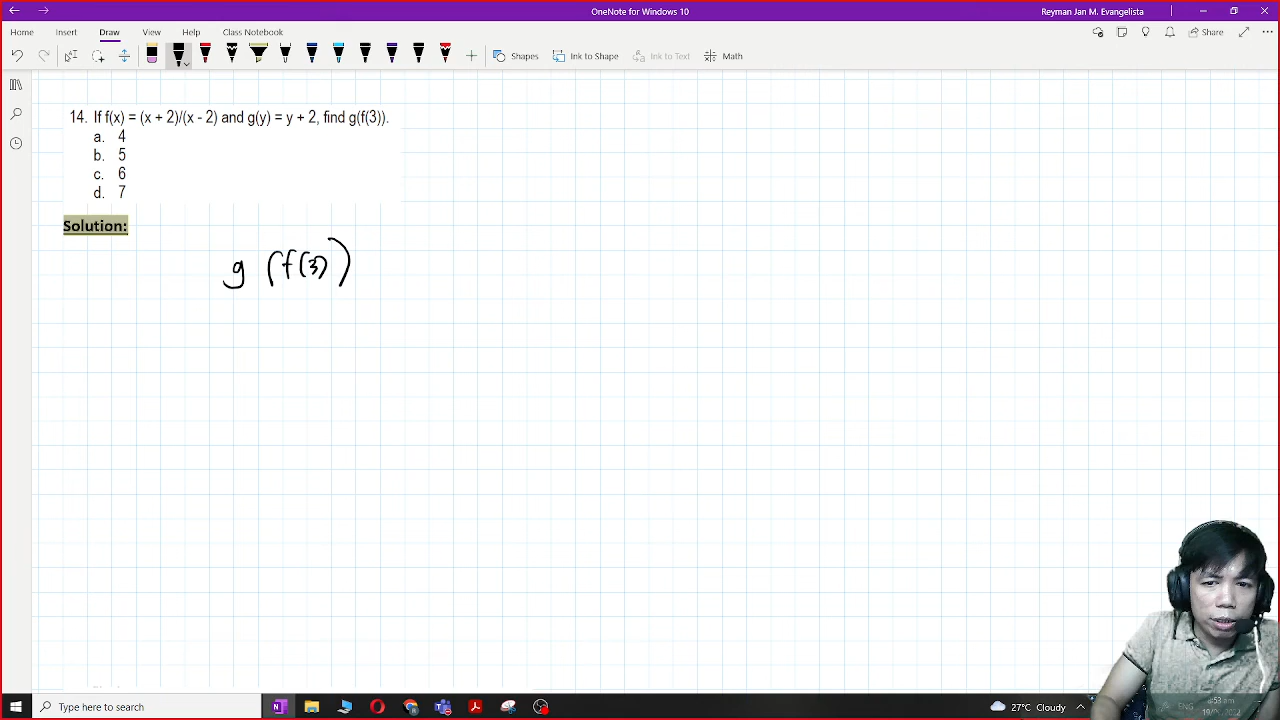 OneNote for Windows 10
Reyman Jan M. Evangelista
Home Insert Draw View Help Class Notebook
Share
Shapes Ink to Shape Ink to Text Math
14. If f(x) = (x + 2)/(x - 2) and g(y) = y + 2, find g(f(3)).
a. 4
b. 5
c. 6
d. 7
Solution:
g (f(3))
Type here to search
27°C Cloudy
ENG